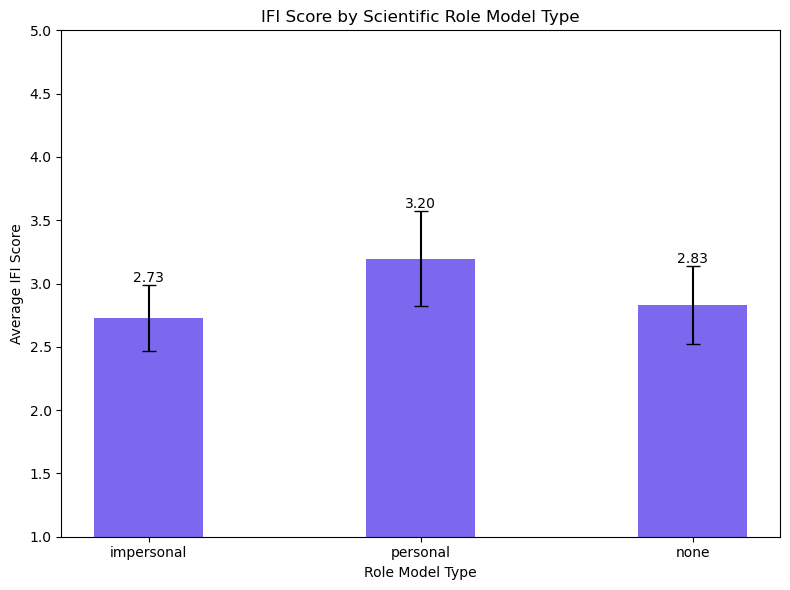 IFI Score by Scientific Role Model Type
Average IFI Score
5.0
4.5
4.0
3.5
3.0
2.5
2.0
1.5
1.0
2.73
3.20
2.83
impersonal
personal
none
Role Model Type